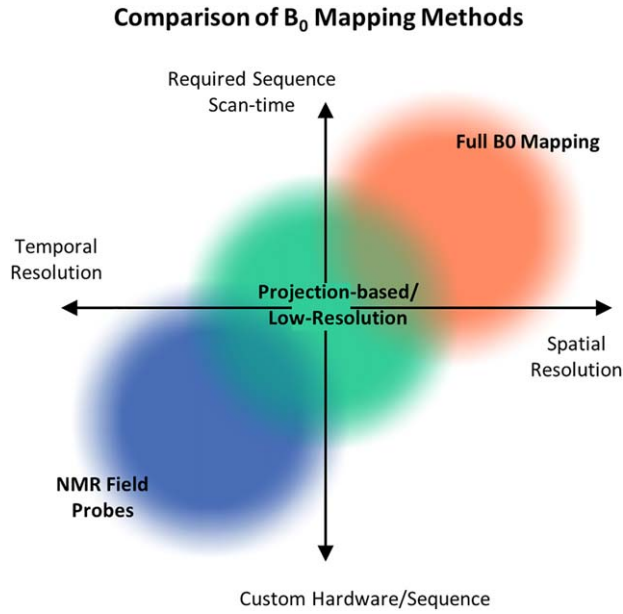 Comparison of B₀ Mapping Methods
Required Sequence
Scan-time
Full B0 Mapping
Temporal
Resolution
Projection-based/
Low-Resolution
Spatial
Resolution
NMR Field
Probes
Custom Hardware/Sequence